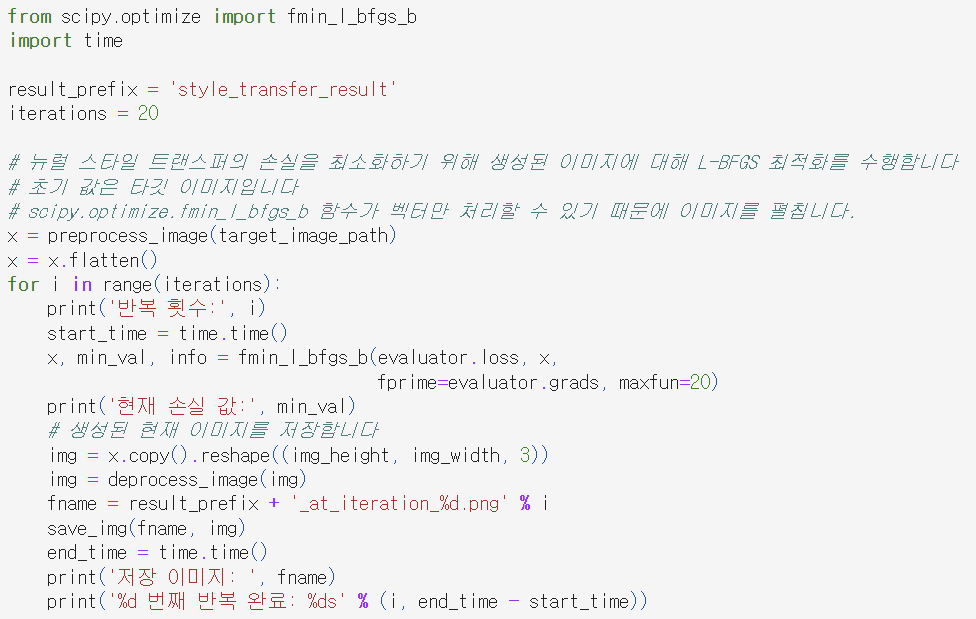 from scipy.optimize import fmin_l_bfgs_b
import time

result_prefix = 'style_transfer_result'
iterations = 20

# 뉴럴 스타일 트랜스퍼의 손실을 최소화하기 위해 생성된 이미지에 대해 L-BFGS 최적화를 수행합니다
# 초기 값은 타깃 이미지입니다
# scipy.optimize.fmin_l_bfgs_b 함수가 벡터만 처리할 수 있기 때문에 이미지를 펼칩니다.
x = preprocess_image(target_image_path)
x = x.flatten()
for i in range(iterations):
    print('반복 횟수:', i)
    start_time = time.time()
    x, min_val, info = fmin_l_bfgs_b(evaluator.loss, x,
                                     fprime=evaluator.grads, maxfun=20)
    print('현재 손실 값:', min_val)
    # 생성된 현재 이미지를 저장합니다
    img = x.copy().reshape((img_height, img_width, 3))
    img = deprocess_image(img)
    fname = result_prefix + '_at_iteration_%d.png' % i
    save_img(fname, img)
    end_time = time.time()
    print('저장 이미지: ', fname)
    print('%d 번째 반복 완료: %ds' % (i, end_time - start_time))